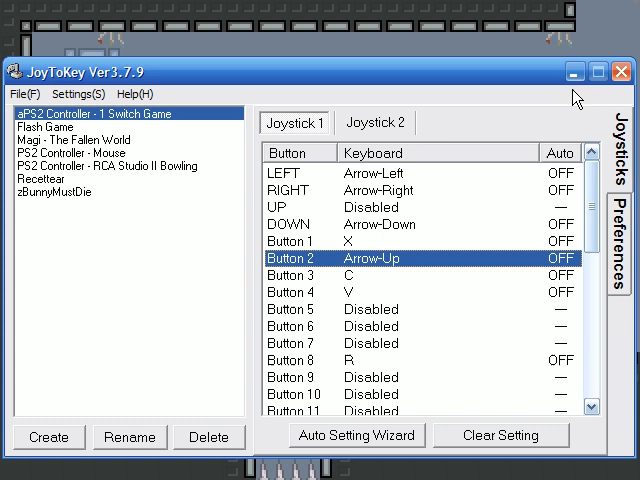 JoyToKey Ver3.7.9
File(F) Settings(S) Help(H)
aPS2 Controller - 1 Switch Game
Flash Game
Magi - The Fallen World
PS2 Controller - Mouse
PS2 Controller - RCA Studio II Bowling
Recettear
zBunnyMustDie
Create Rename Delete
Joystick 1 Joystick 2
Button Keyboard Auto
LEFT Arrow-Left OFF
RIGHT Arrow-Right OFF
UP Disabled —
DOWN Arrow-Down OFF
Button 1 X OFF
Button 2 Arrow-Up OFF
Button 3 C OFF
Button 4 V OFF
Button 5 Disabled —
Button 6 Disabled —
Button 7 Disabled —
Button 8 R OFF
Button 9 Disabled —
Button 10 Disabled —
Button 11 Disabled —
Auto Setting Wizard Clear Setting
Joysticks
Preferences